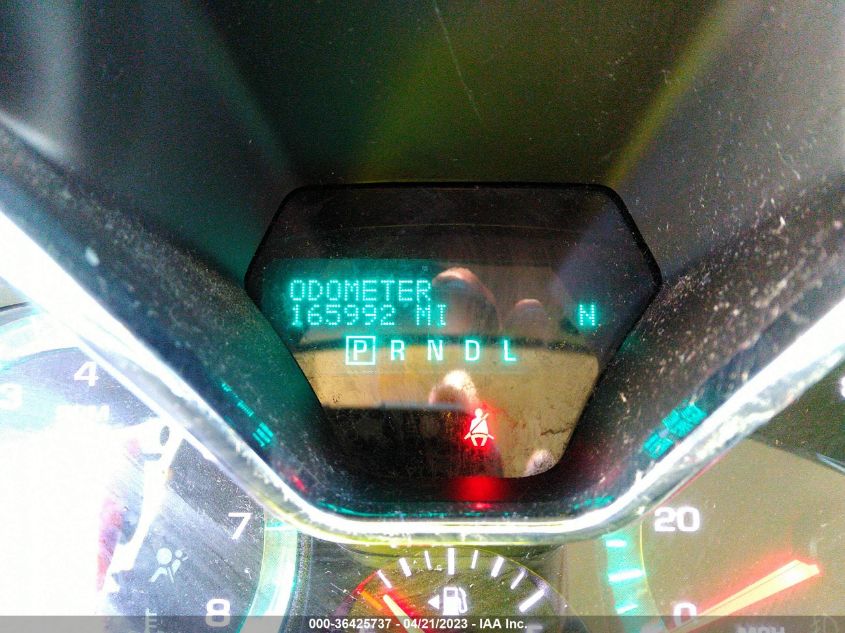 ODOMETER
165992 MI N
P R N D L
3 4
7
8
20
0
000-36425737 - 04/21/2023 - IAA Inc.